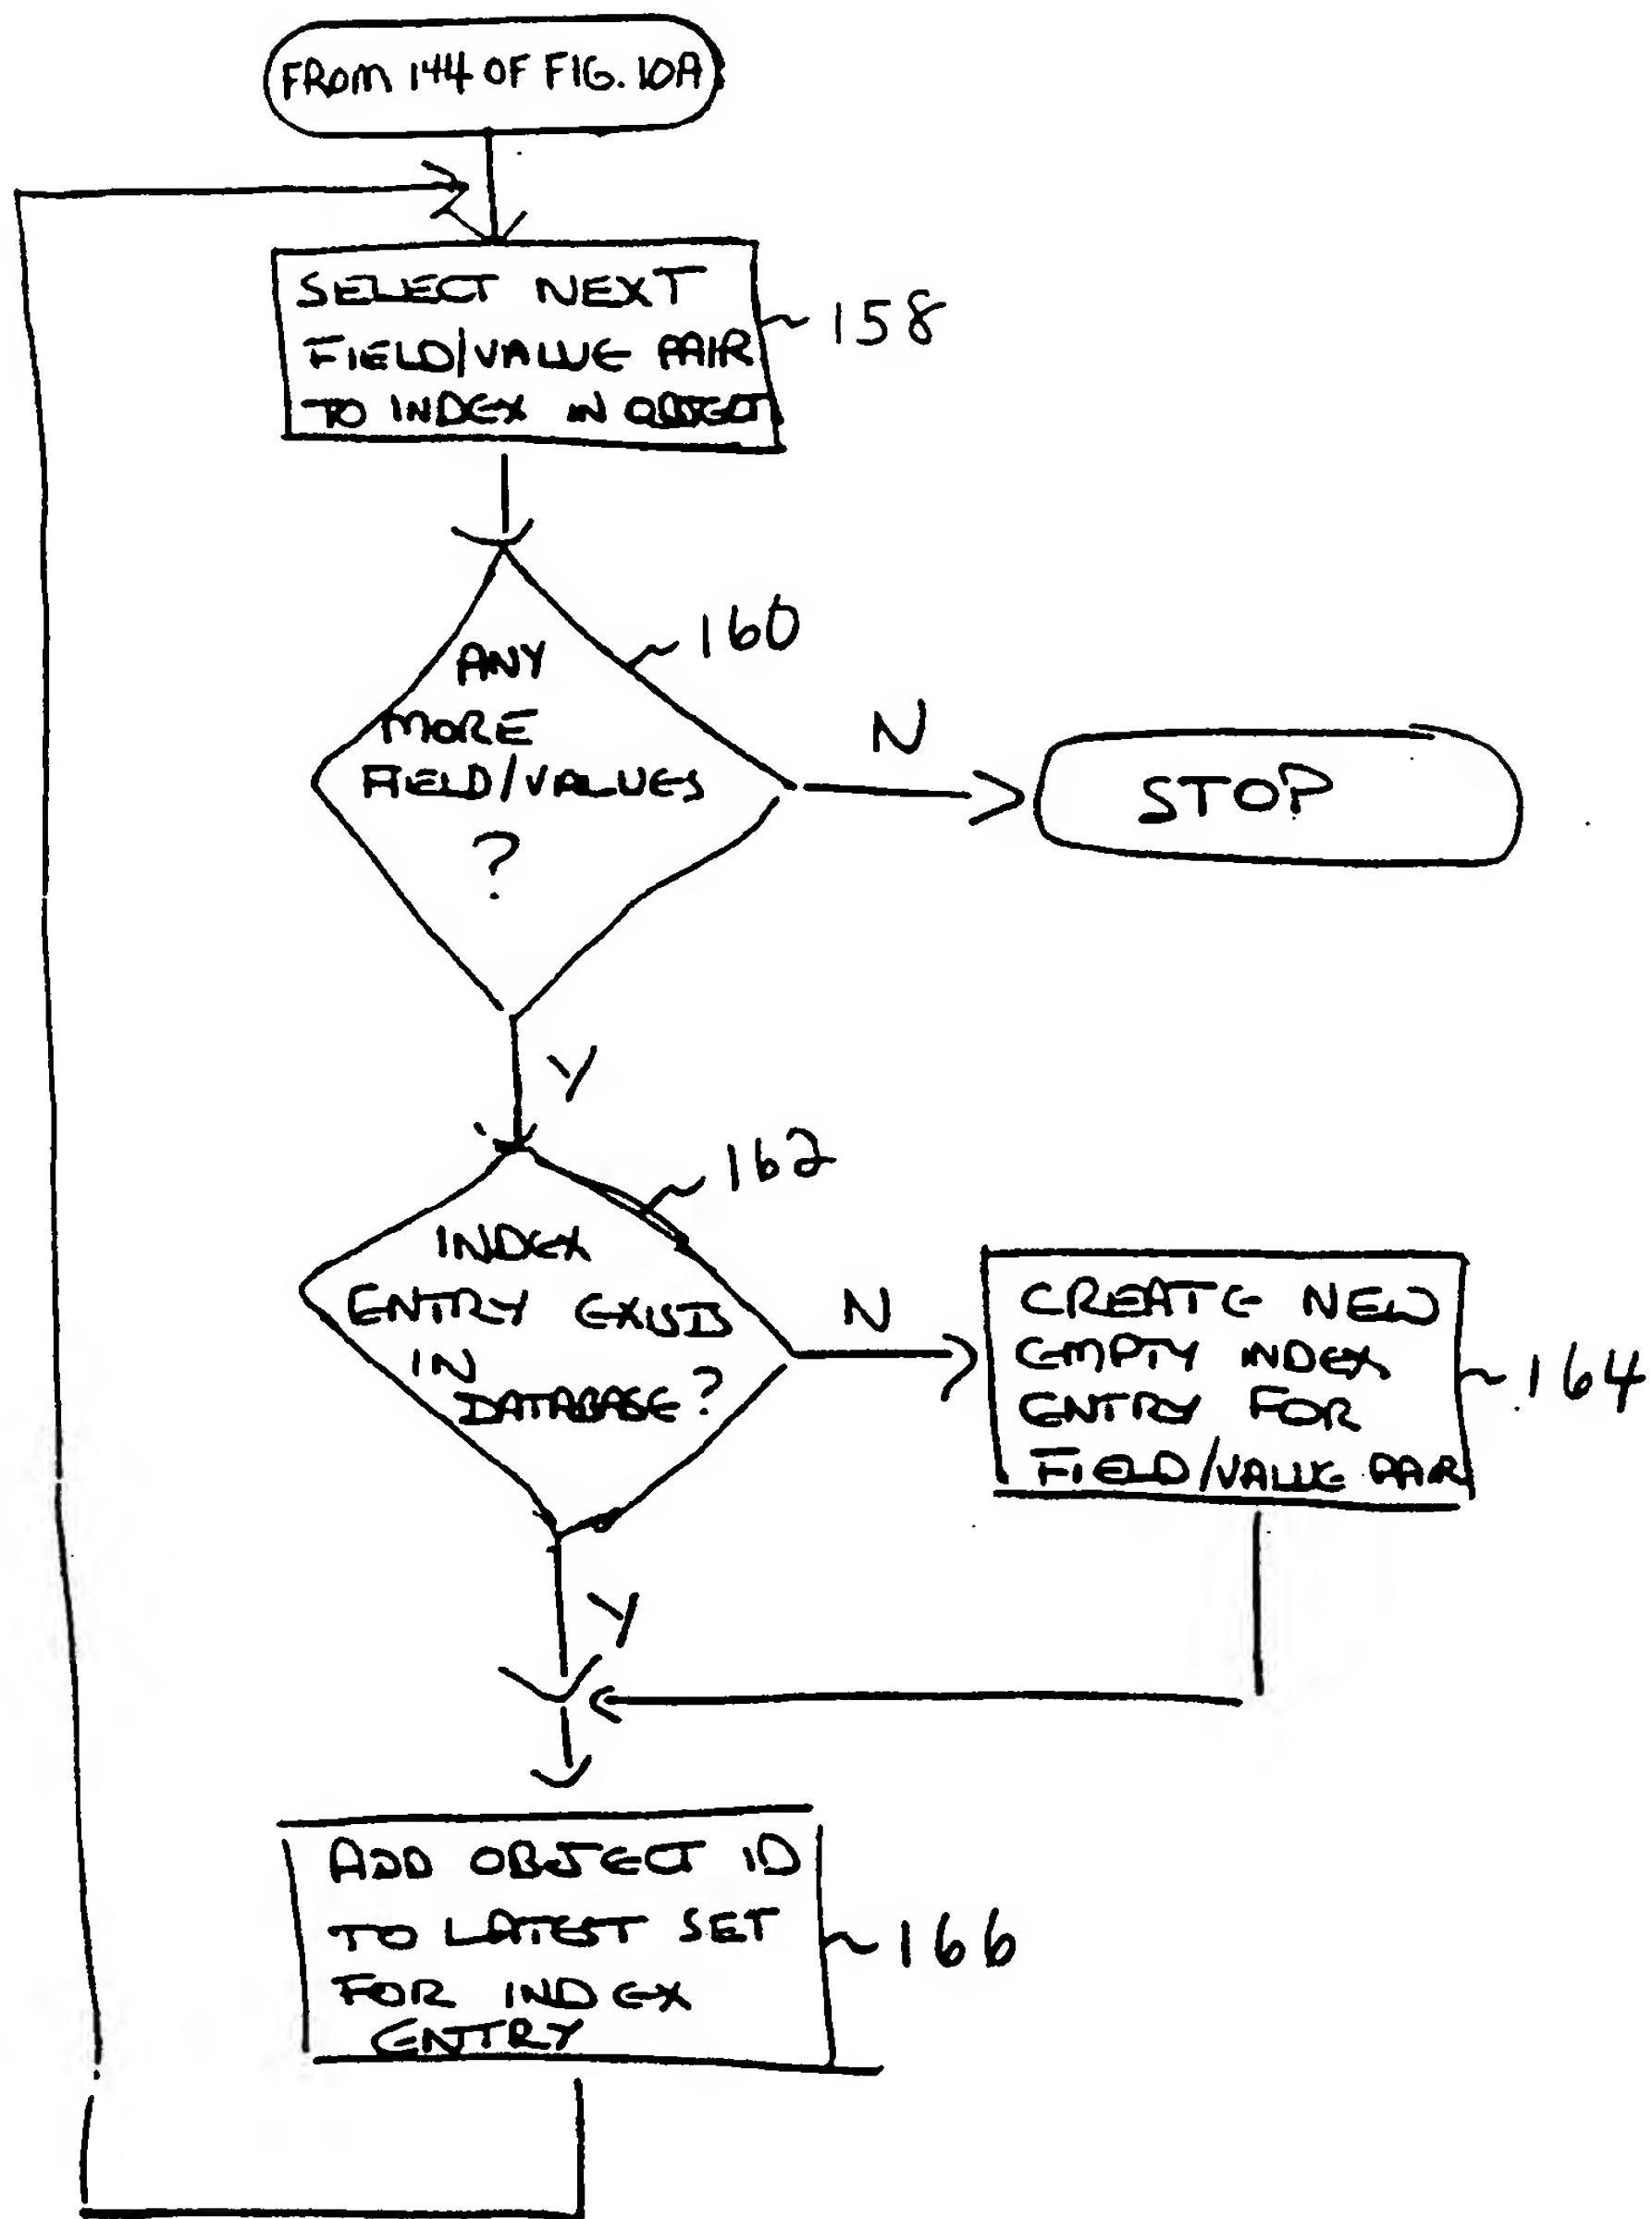 FROM 144 OF FIG. 10A
SELECT NEXT
FIELD/VALUE PAIR
TO INDEX IN OBJECT
158
ANY
MORE
FIELD/VALUES
?
160
N
STOP
Y
162
INDEX
ENTRY EXISTS
IN
DATABASE?
N
CREATE NEW
EMPTY INDEX
ENTRY FOR
FIELD/VALUE PAIR
164
Y
ADD OBJECT ID
TO LATEST SET
FOR INDEX
ENTRY
166